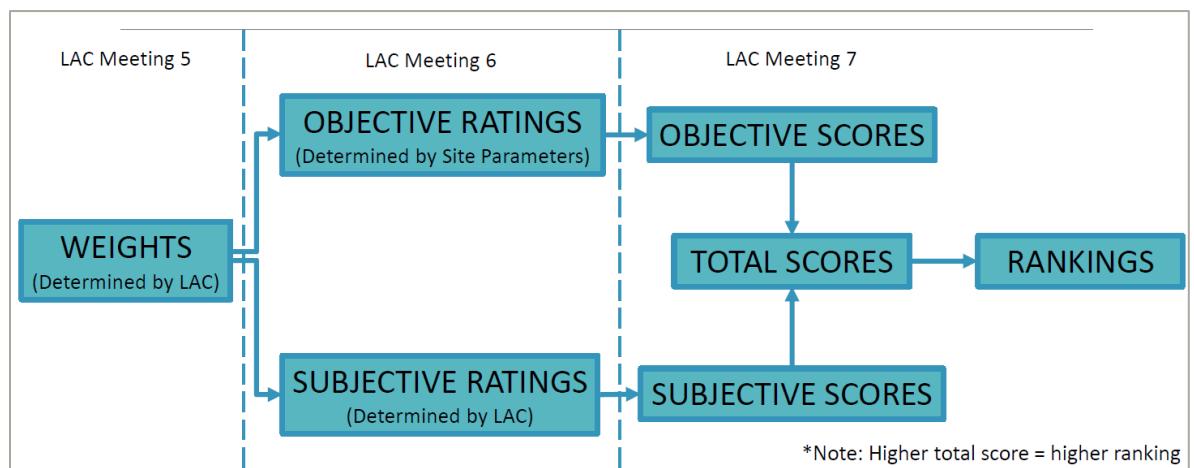 LAC Meeting 5
LAC Meeting 6
LAC Meeting 7
OBJECTIVE RATINGS
(Determined by Site Parameters)
OBJECTIVE SCORES
WEIGHTS
(Determined by LAC)
TOTAL SCORES
RANKINGS
SUBJECTIVE RATINGS
(Determined by LAC)
SUBJECTIVE SCORES
*Note: Higher total score = higher ranking